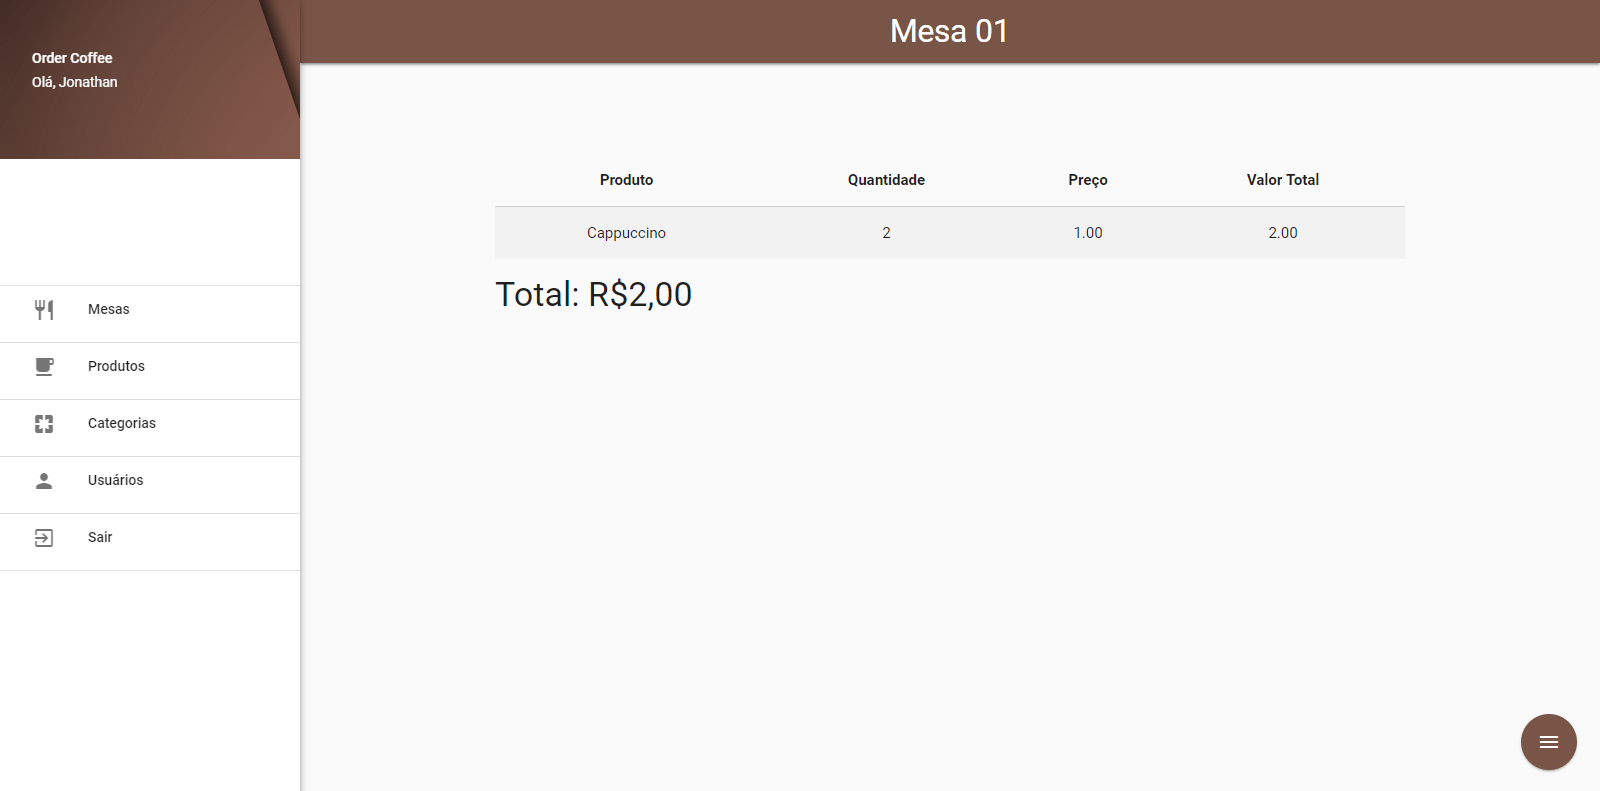 Order Coffee
Olá, Jonathan
Mesas
Produtos
Categorias
Usuários
Sair
Mesa 01
Produto Quantidade Preço Valor Total
Cappuccino 2 1.00 2.00
Total: R$2,00